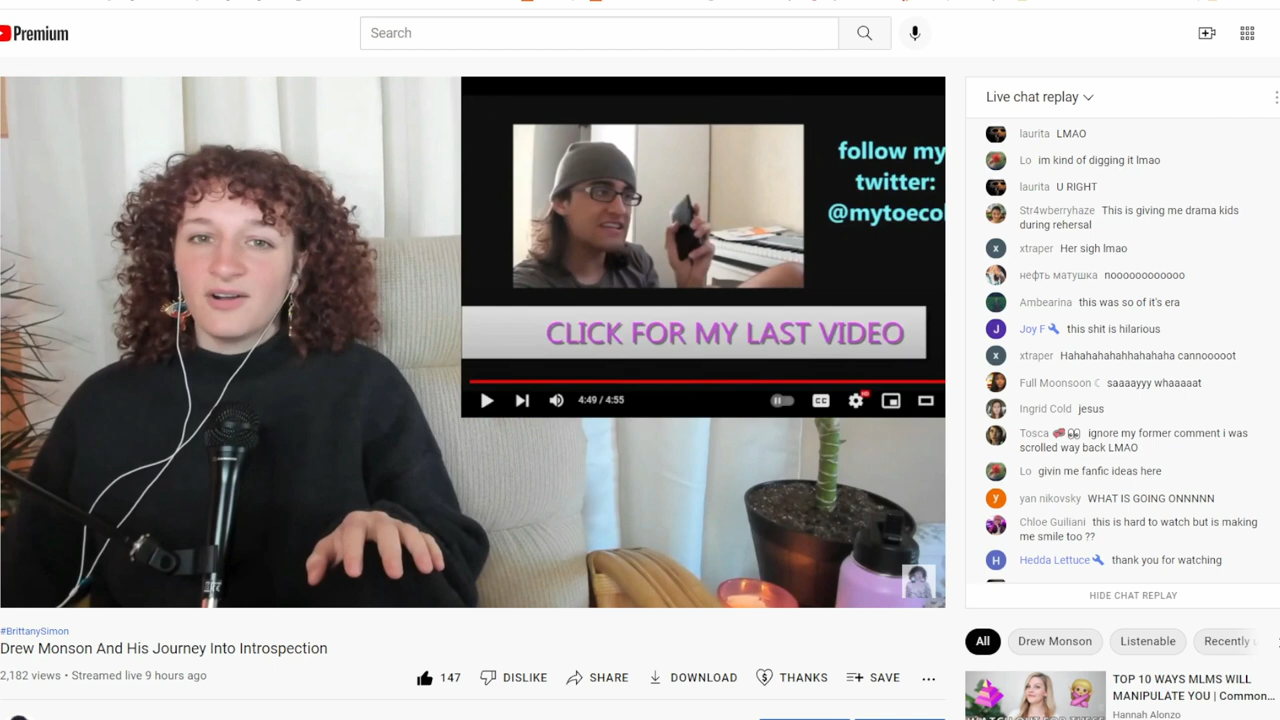 Premium
Search
follow my
twitter:
@mytoecol
CLICK FOR MY LAST VIDEO
4:49 / 4:55
CC
HD
#BrittanySimon
Drew Monson And His Journey Into Introspection
2,182 views • Streamed live 9 hours ago
147
DISLIKE
SHARE
DOWNLOAD
THANKS
SAVE
Live chat replay
laurita LMAO
Lo im kind of digging it lmao
laurita U RIGHT
Str4wberryhaze This is giving me drama kids
during rehersal
x
xtraper Her sigh lmao
нефть матушка nooooooooooo
Ambearina this was so of it's era
J
Joy F this shit is hilarious
x
xtraper Hahahahahahhahahaha cannooooot
Full Moonsoon ☾ saaaayyy whaaaaat
Ingrid Cold jesus
Tosca ignore my former comment i was
scrolled way back LMAO
Lo givin me fanfic ideas here
y
yan nikovsky WHAT IS GOING ONNNNN
Chloe Guiliani this is hard to watch but is making
me smile too ??
H
Hedda Lettuce thank you for watching
HIDE CHAT REPLAY
All
Drew Monson
Listenable
Recently
TOP 10 WAYS MLMS WILL
MANIPULATE YOU | Common...
Hannah Alonzo